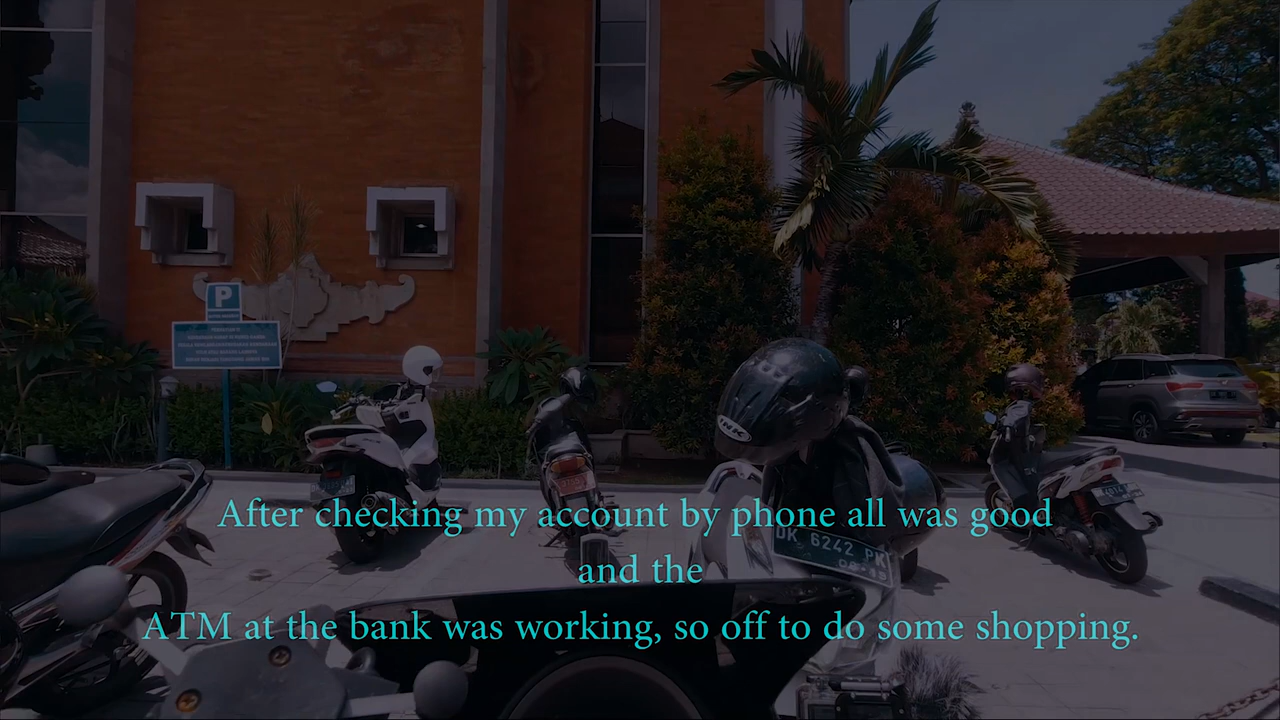 P
After checking my account by phone all was good
and the
ATM at the bank was working, so off to do some shopping.
INK
DK 6242 PK